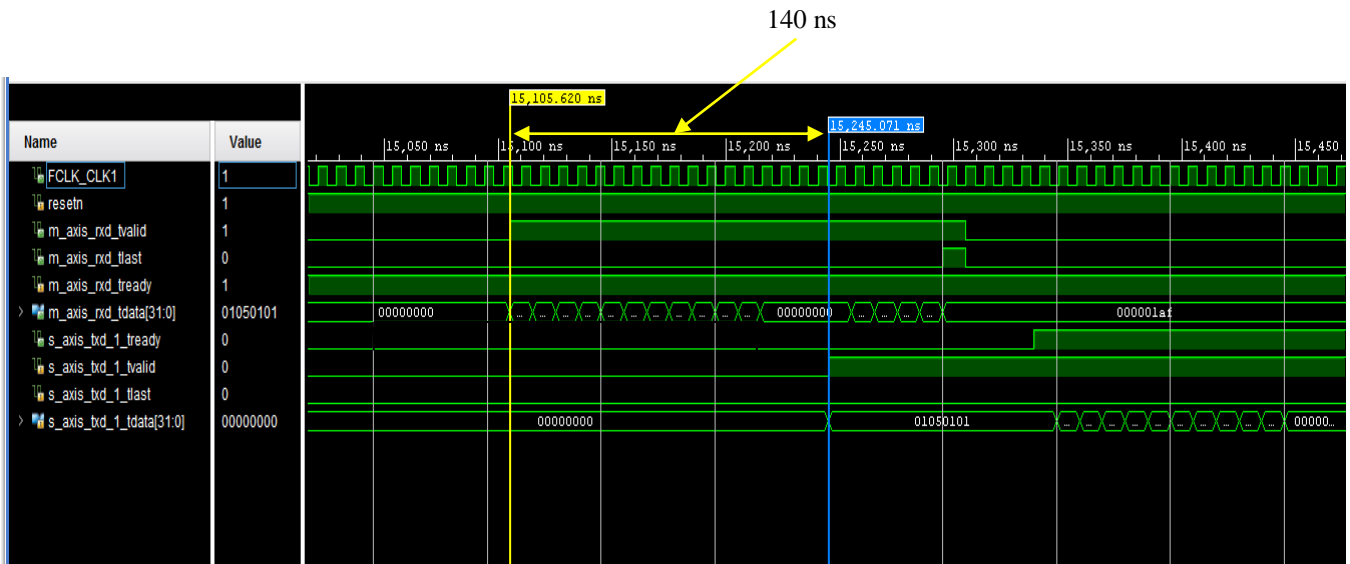 140 ns
15,105.620 ns
15,245.071 ns
Name Value
15,050 ns 15,100 ns 15,150 ns 15,200 ns 15,250 ns 15,300 ns 15,350 ns 15,400 ns 15,450
FCLK_CLK1 1
resetn 1
m_axis_rxd_tvalid 1
m_axis_rxd_tlast 0
m_axis_rxd_tready 1
m_axis_rxd_tdata[31:0] 01050101 00000000 ... ... ... ... ... ... ... ... ... ... ... 00000000 ... ... ... ... 000001af
s_axis_txd_1_tready 0
s_axis_txd_1_tvalid 0
s_axis_txd_1_tlast 0
s_axis_txd_1_tdata[31:0] 00000000 00000000 01050101 ... ... ... ... ... ... ... ... ... ... 00000...